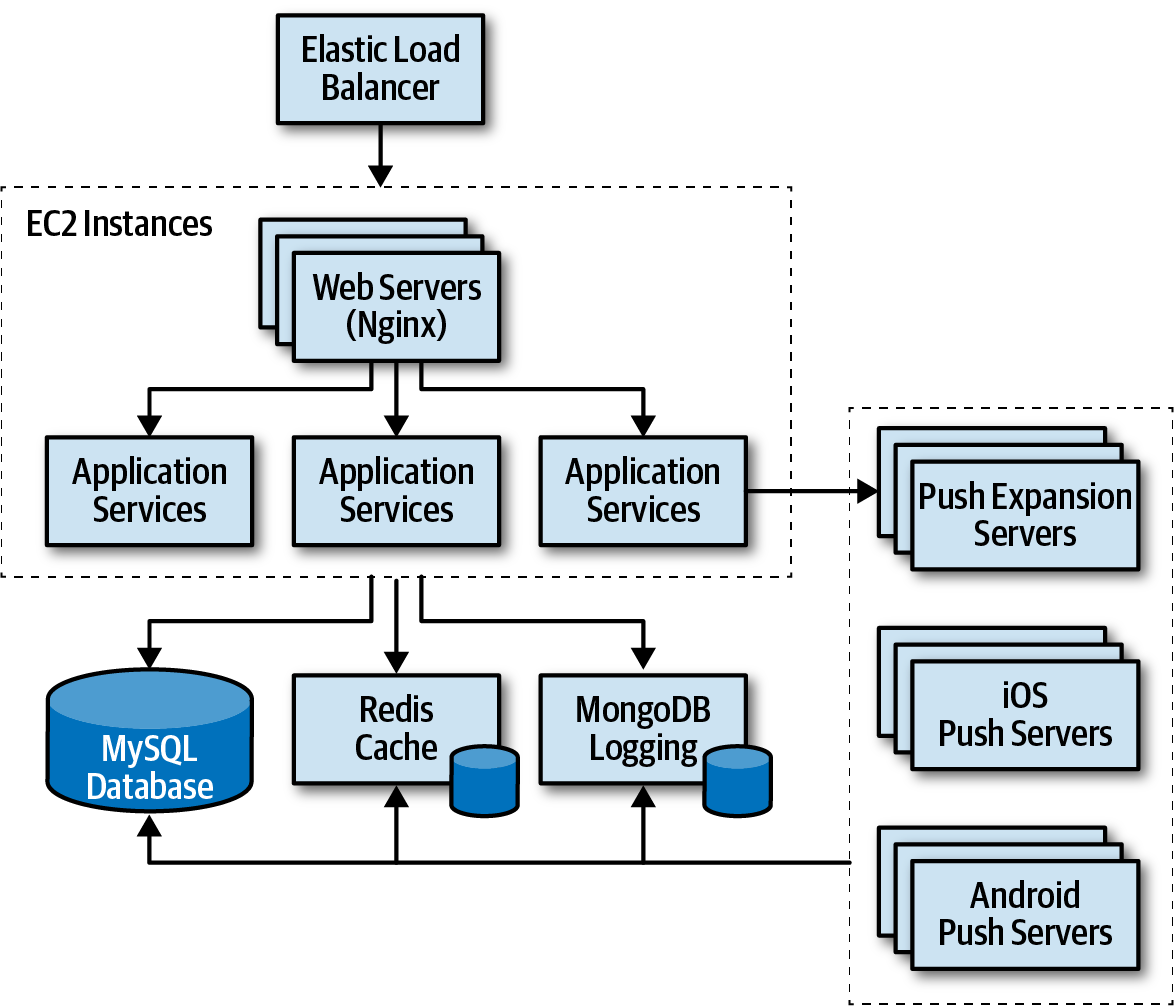 Elastic Load
Balancer
EC2 Instances
Web Servers
(Nginx)
Application
Services
Application
Services
Application
Services
Push Expansion
Servers
MySQL
Database
Redis
Cache
MongoDB
Logging
iOS
Push Servers
Android
Push Servers